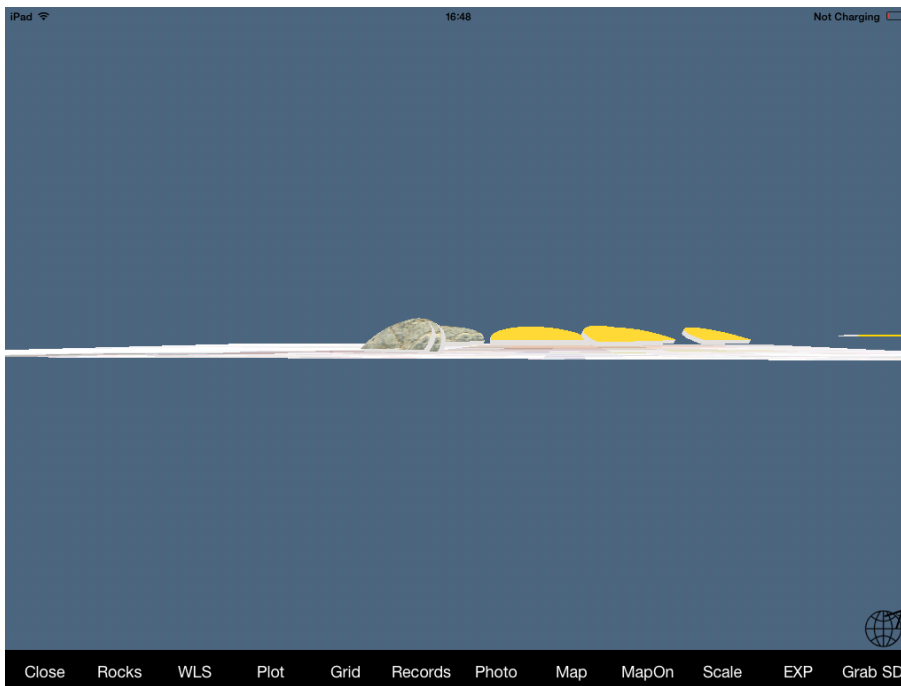 iPad 16:48 Not Charging
Close Rocks WLS Plot Grid Records Photo Map MapOn Scale EXP Grab SD